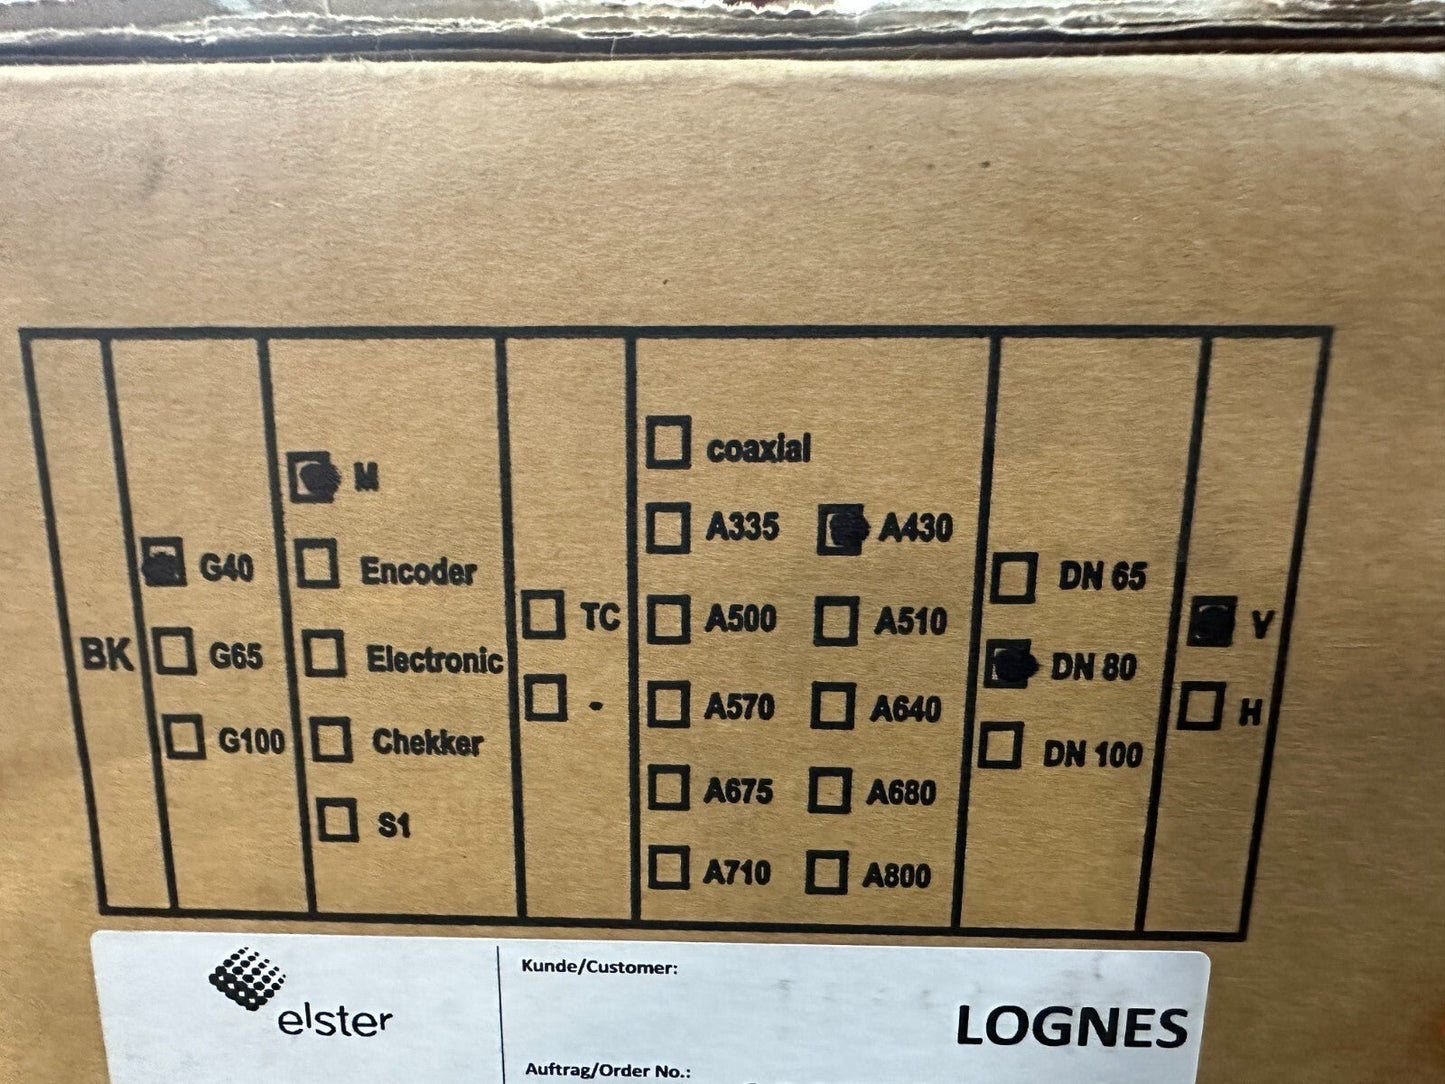 BK
G40
G65
G100
M
Encoder
Electronic
Chekker
S1
TC
-
coaxial
A335 A430
A500 A510
A570 A640
A675 A680
A710 A800
DN 65
DN 80
DN 100
V
H
elster
Kunde/Customer:
LOGNES
Auftrag/Order No.: